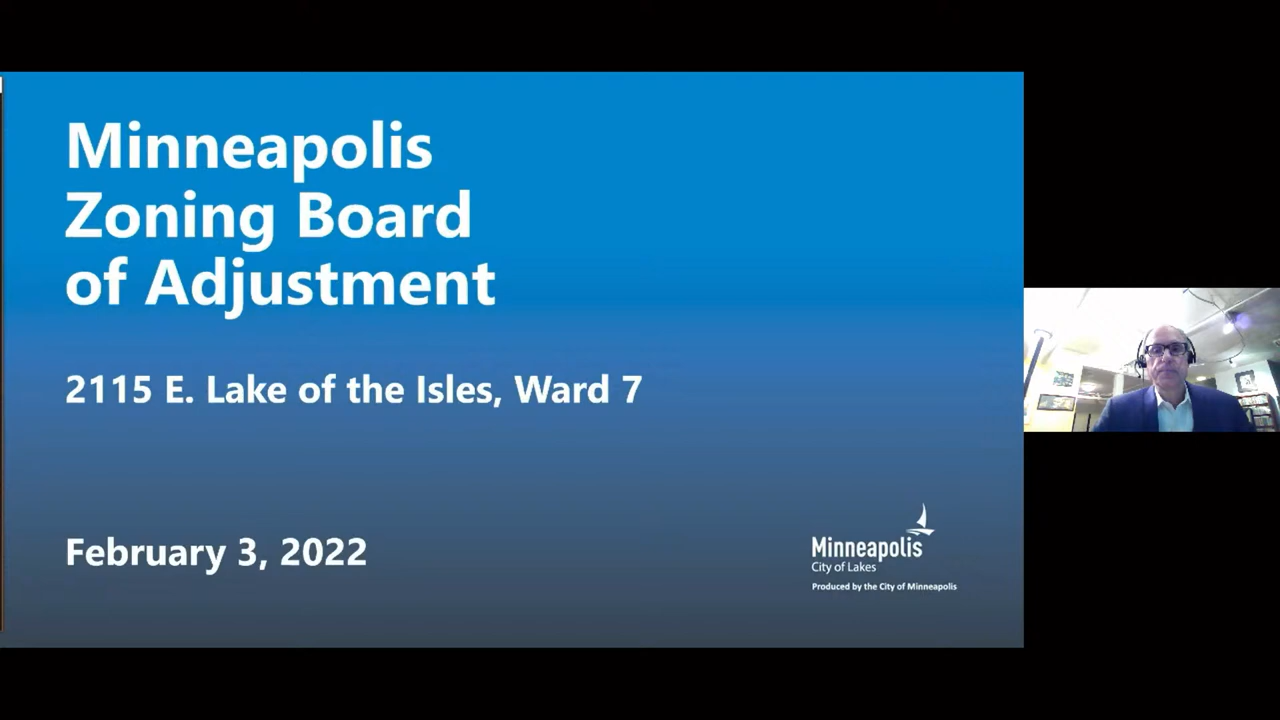 Minneapolis
Zoning Board
of Adjustment
2115 E. Lake of the Isles, Ward 7
February 3, 2022
Minneapolis
City of Lakes
Produced by the City of Minneapolis